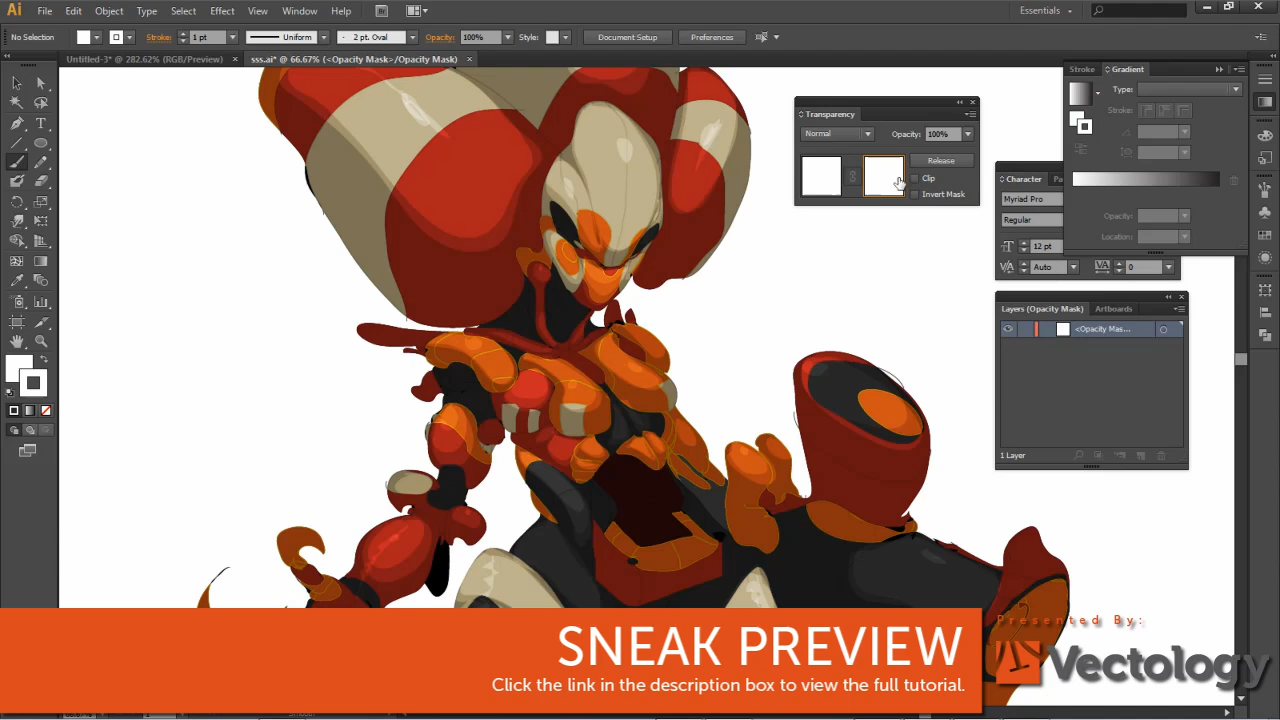 Ai File Edit Object Type Select Effect View Window Help Br Essentials
No Selection Stroke: 1 pt Uniform 2 pt. Oval Opacity: 100% Style: Document Setup Preferences
Untitled-3* @ 282.62% (RGB/Preview) × sss.ai* @ 66.67% (<Opacity Mask>/Opacity Mask) ×
Stroke Gradient
Type:
Stroke:
Opacity:
Location:
Transparency
Normal Opacity: 100%
Release
Clip
Invert Mask
Character Pa
Myriad Pro
Regular
12 pt
Auto 0
Layers (Opacity Mask) Artboards
<Opacity Mas...
1 Layer
SNEAK PREVIEW
Click the link in the description box to view the full tutorial.
Presented By:
Vectology